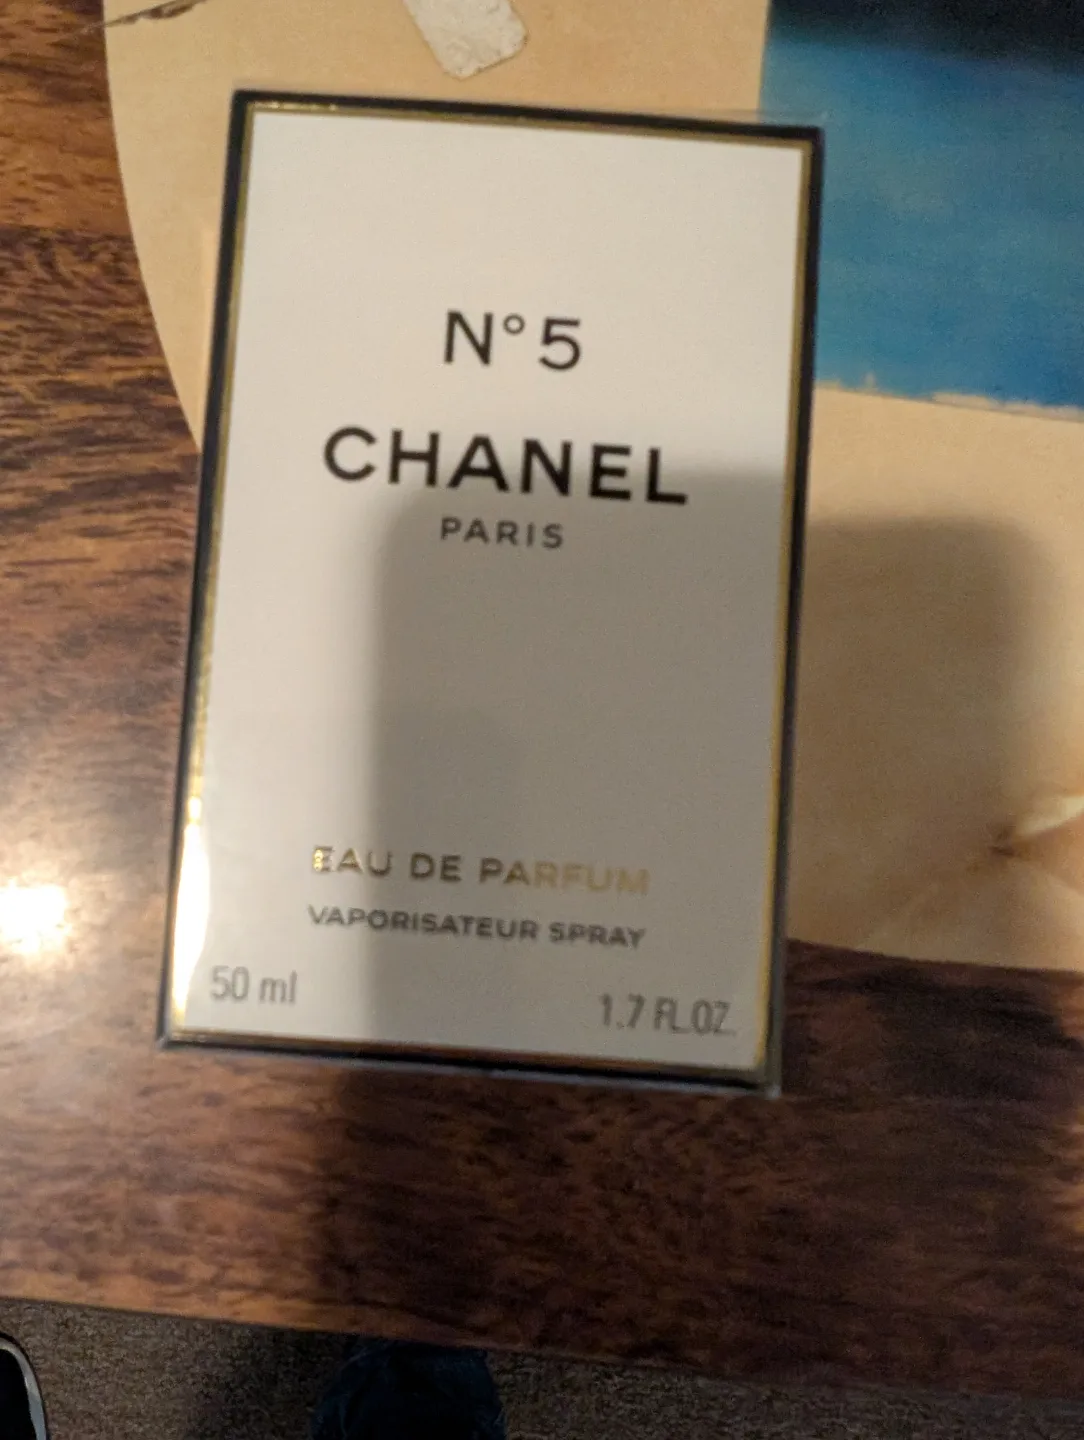 N°5
CHANEL
PARIS
EAU DE PARFUM
VAPORISATEUR SPRAY
50 ml
1.7 FL.OZ.